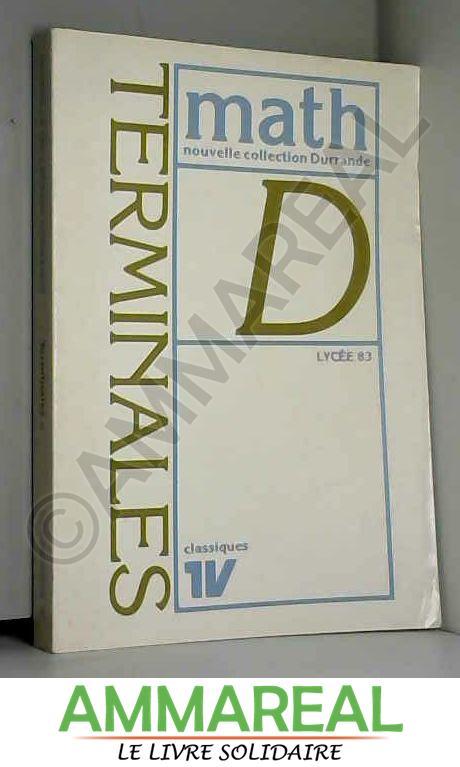 TERMINALES
math
nouvelle collection Durrande
D
LYCÉE 83
classiques
1V
©AMMAREAL
AMMAREAL
LE LIVRE SOLIDAIRE